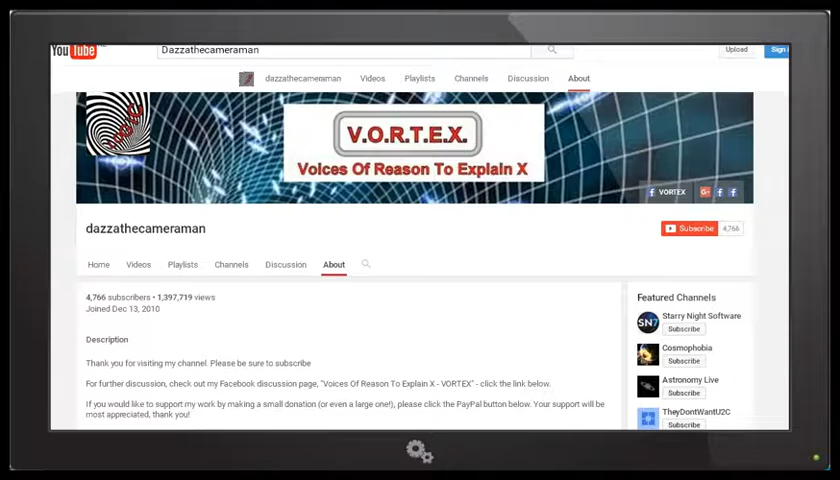 YouTube
Dazzathecameraman
Upload
Sign i
dazzathecameraman Videos Playlists Channels Discussion About
V.O.R.T.E.X.
Voices Of Reason To Explain X
VORTEX
dazzathecameraman
Subscribe 4,766
Home Videos Playlists Channels Discussion About
4,766 subscribers • 1,397,719 views
Joined Dec 13, 2010
Description
Thank you for visiting my channel. Please be sure to subscribe
For further discussion, check out my Facebook discussion page, "Voices Of Reason To Explain X - VORTEX" - click the link below.
If you would like to support my work by making a small donation (or even a large one!), please click the PayPal button below. Your support will be
most appreciated, thank you!
Featured Channels
SN7
Starry Night Software
Subscribe
Cosmophobia
Subscribe
Astronomy Live
Subscribe
TheyDontWantU2C
Subscribe